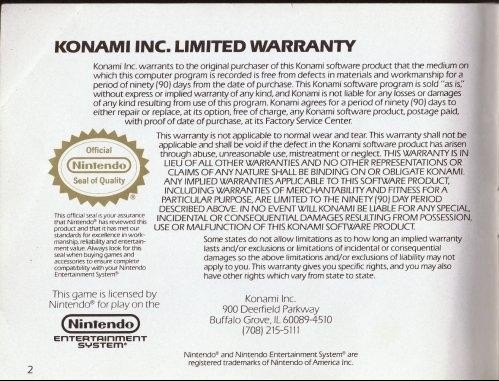 KONAMI INC. LIMITED WARRANTY
Konami Inc. warrants to the original purchaser of this Konami software product that the medium on
which this computer program is recorded is free from defects in materials and workmanship for a
period of ninety (90) days from the date of purchase. This Konami software program is sold "as is,"
without express or implied warranty of any kind, and Konami is not liable for any losses or damages
of any kind resulting from use of this program. Konami agrees for a period of ninety (90) days to
either repair or replace, at its option, free of charge, any Konami software product, postage paid,
with proof of date of purchase, at its Factory Service Center.
This warranty is not applicable to normal wear and tear. This warranty shall not be
applicable and shall be void if the defect in the Konami software product has arisen
through abuse, unreasonable use, mistreatment or neglect. THIS WARRANTY IS IN
LIEU OF ALL OTHER WARRANTIES AND NO OTHER REPRESENTATIONS OR
CLAIMS OF ANY NATURE SHALL BE BINDING ON OR OBLIGATE KONAMI.
ANY IMPLIED WARRANTIES APPLICABLE TO THIS SOFTWARE PRODUCT,
INCLUDING WARRANTIES OF MERCHANTABILITY AND FITNESS FOR A
PARTICULAR PURPOSE, ARE LIMITED TO THE NINETY (90) DAY PERIOD
DESCRIBED ABOVE. IN NO EVENT WILL KONAMI BE LIABLE FOR ANY SPECIAL,
INCIDENTAL OR CONSEQUENTIAL DAMAGES RESULTING FROM POSSESSION,
USE OR MALFUNCTION OF THIS KONAMI SOFTWARE PRODUCT.
Some states do not allow limitations as to how long an implied warranty
lasts and/or exclusions or limitations of incidental or consequential
damages so the above limitations and/or exclusions of liability may not
apply to you. This warranty gives you specific rights, and you may also
have other rights which vary from state to state.
Official
Nintendo
Seal of Quality
®
This official seal is your assurance
that Nintendo® has reviewed this
product and that it has met our
standards for excellence in work-
manship, reliability and entertain-
ment value. Always look for this
seal when buying games and
accessories to ensure complete
compatibility with your Nintendo
Entertainment System®
This game is licensed by
Nintendo® for play on the
Nintendo
ENTERTAINMENT
SYSTEM®
Konami Inc.
900 Deerfield Parkway
Buffalo Grove, IL 60089-4510
(708) 215-5111
Nintendo® and Nintendo Entertainment System® are
registered trademarks of Nintendo of America Inc.
2